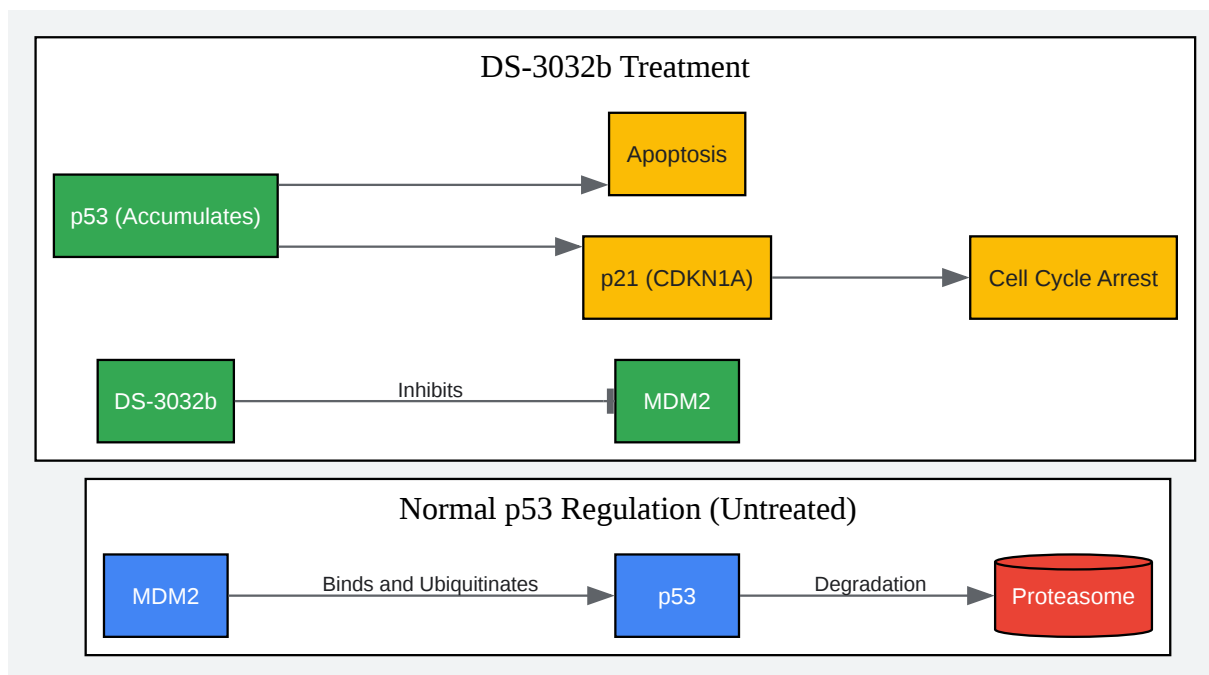 DS-3032b Treatment
Apoptosis
p53 (Accumulates)
p21 (CDKN1A)
Cell Cycle Arrest
DS-3032b
Inhibits
MDM2
Normal p53 Regulation (Untreated)
MDM2
Binds and Ubiquitinates
p53
Degradation
Proteasome